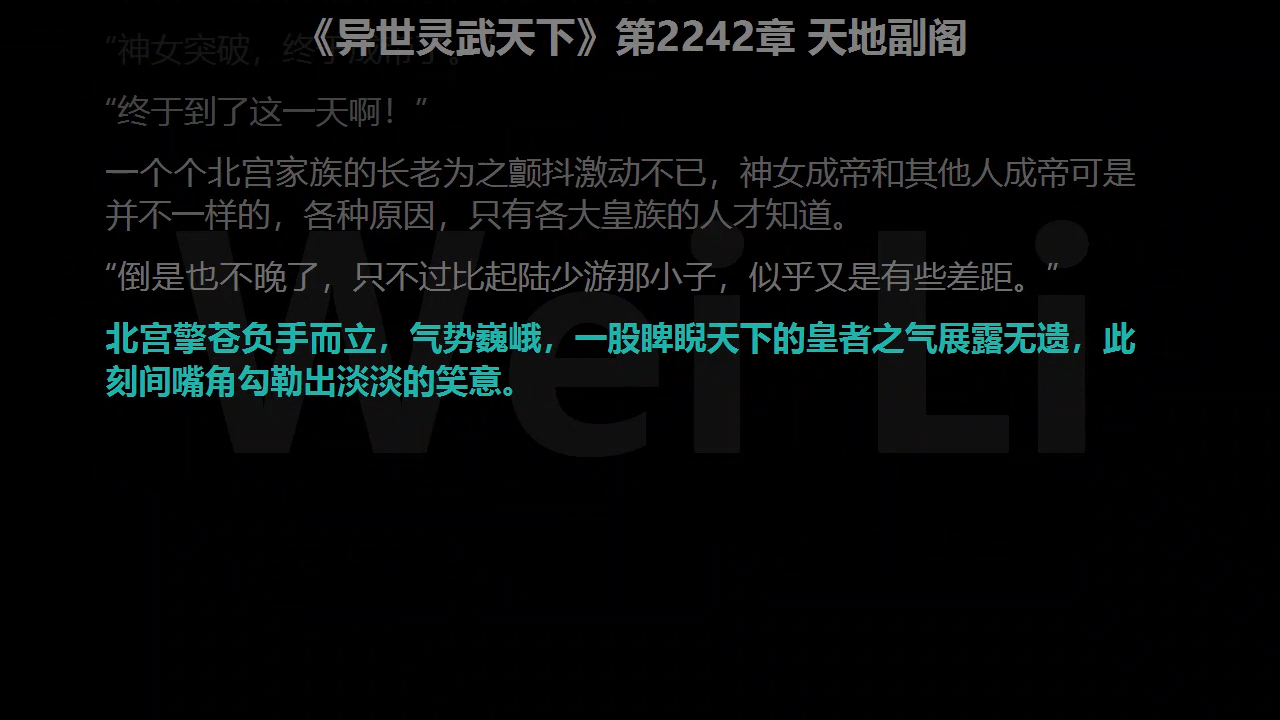 《异世灵武天下》第2242章 天地副阁
“神女突破，终于成帝了。
“终于到了这一天啊！”
一个个北宫家族的长老为之颤抖激动不已，神女成帝和其他人成帝可是
并不一样的，各种原因，只有各大皇族的人才知道。
“倒是也不晚了，只不过比起陆少游那小子，似乎又是有些差距。”
北宫擎苍负手而立，气势巍峨，一股睥睨天下的皇者之气展露无遗，此
刻间嘴角勾勒出淡淡的笑意。
Wei Li